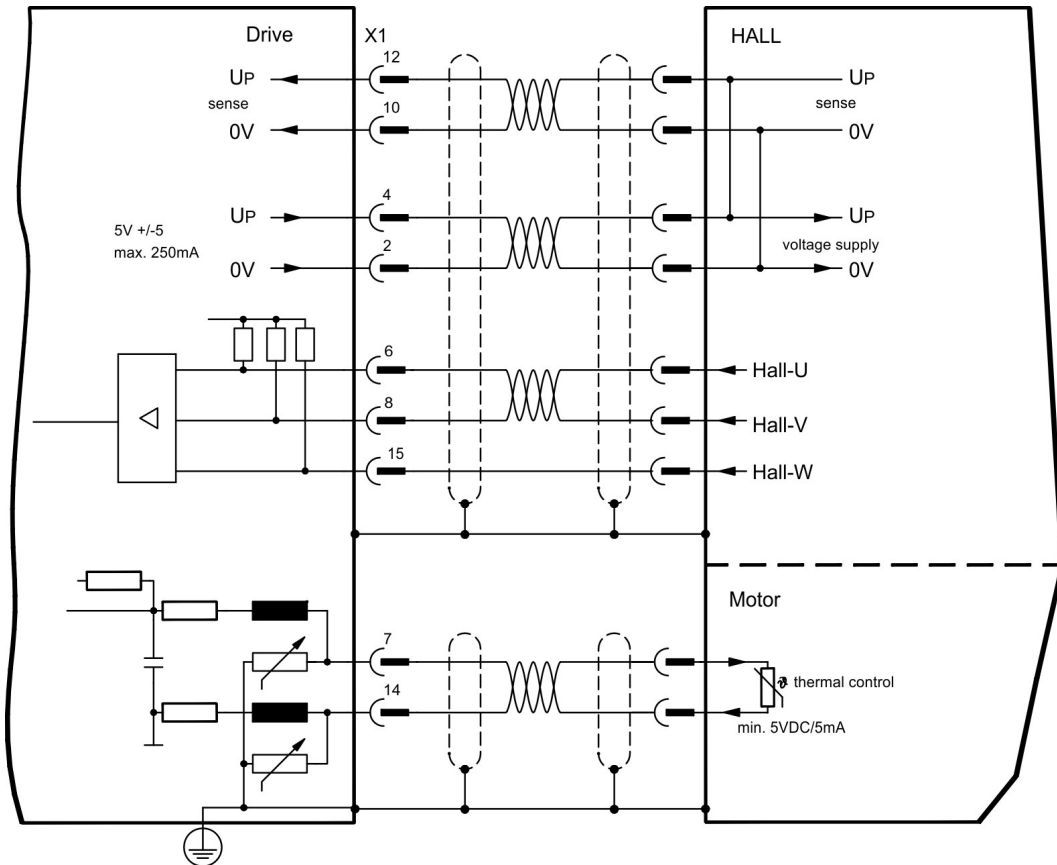 Drive X1 HALL
12
UP UP
sense sense
10
0V 0V
4
UP UP
5V +/-5
max. 250mA
voltage supply
2
0V 0V
6
Hall-U
8
Hall-V
15
Hall-W
Motor
7
ϑ thermal control
14
min. 5VDC/5mA